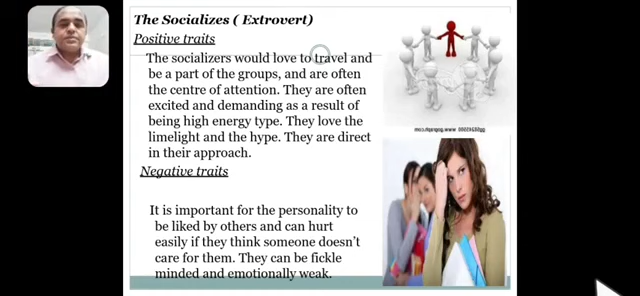 The Socializes ( Extrovert)
Positive traits
The socializers would love to travel and
be a part of the groups, and are often
the centre of attention. They are often
excited and demanding as a result of
being high energy type. They love the
limelight and the hype. They are direct
in their approach.
Negative traits
It is important for the personality to
be liked by others and can hurt
easily if they think someone doesn't
care for them. They can be fickle
minded and emotionally weak.